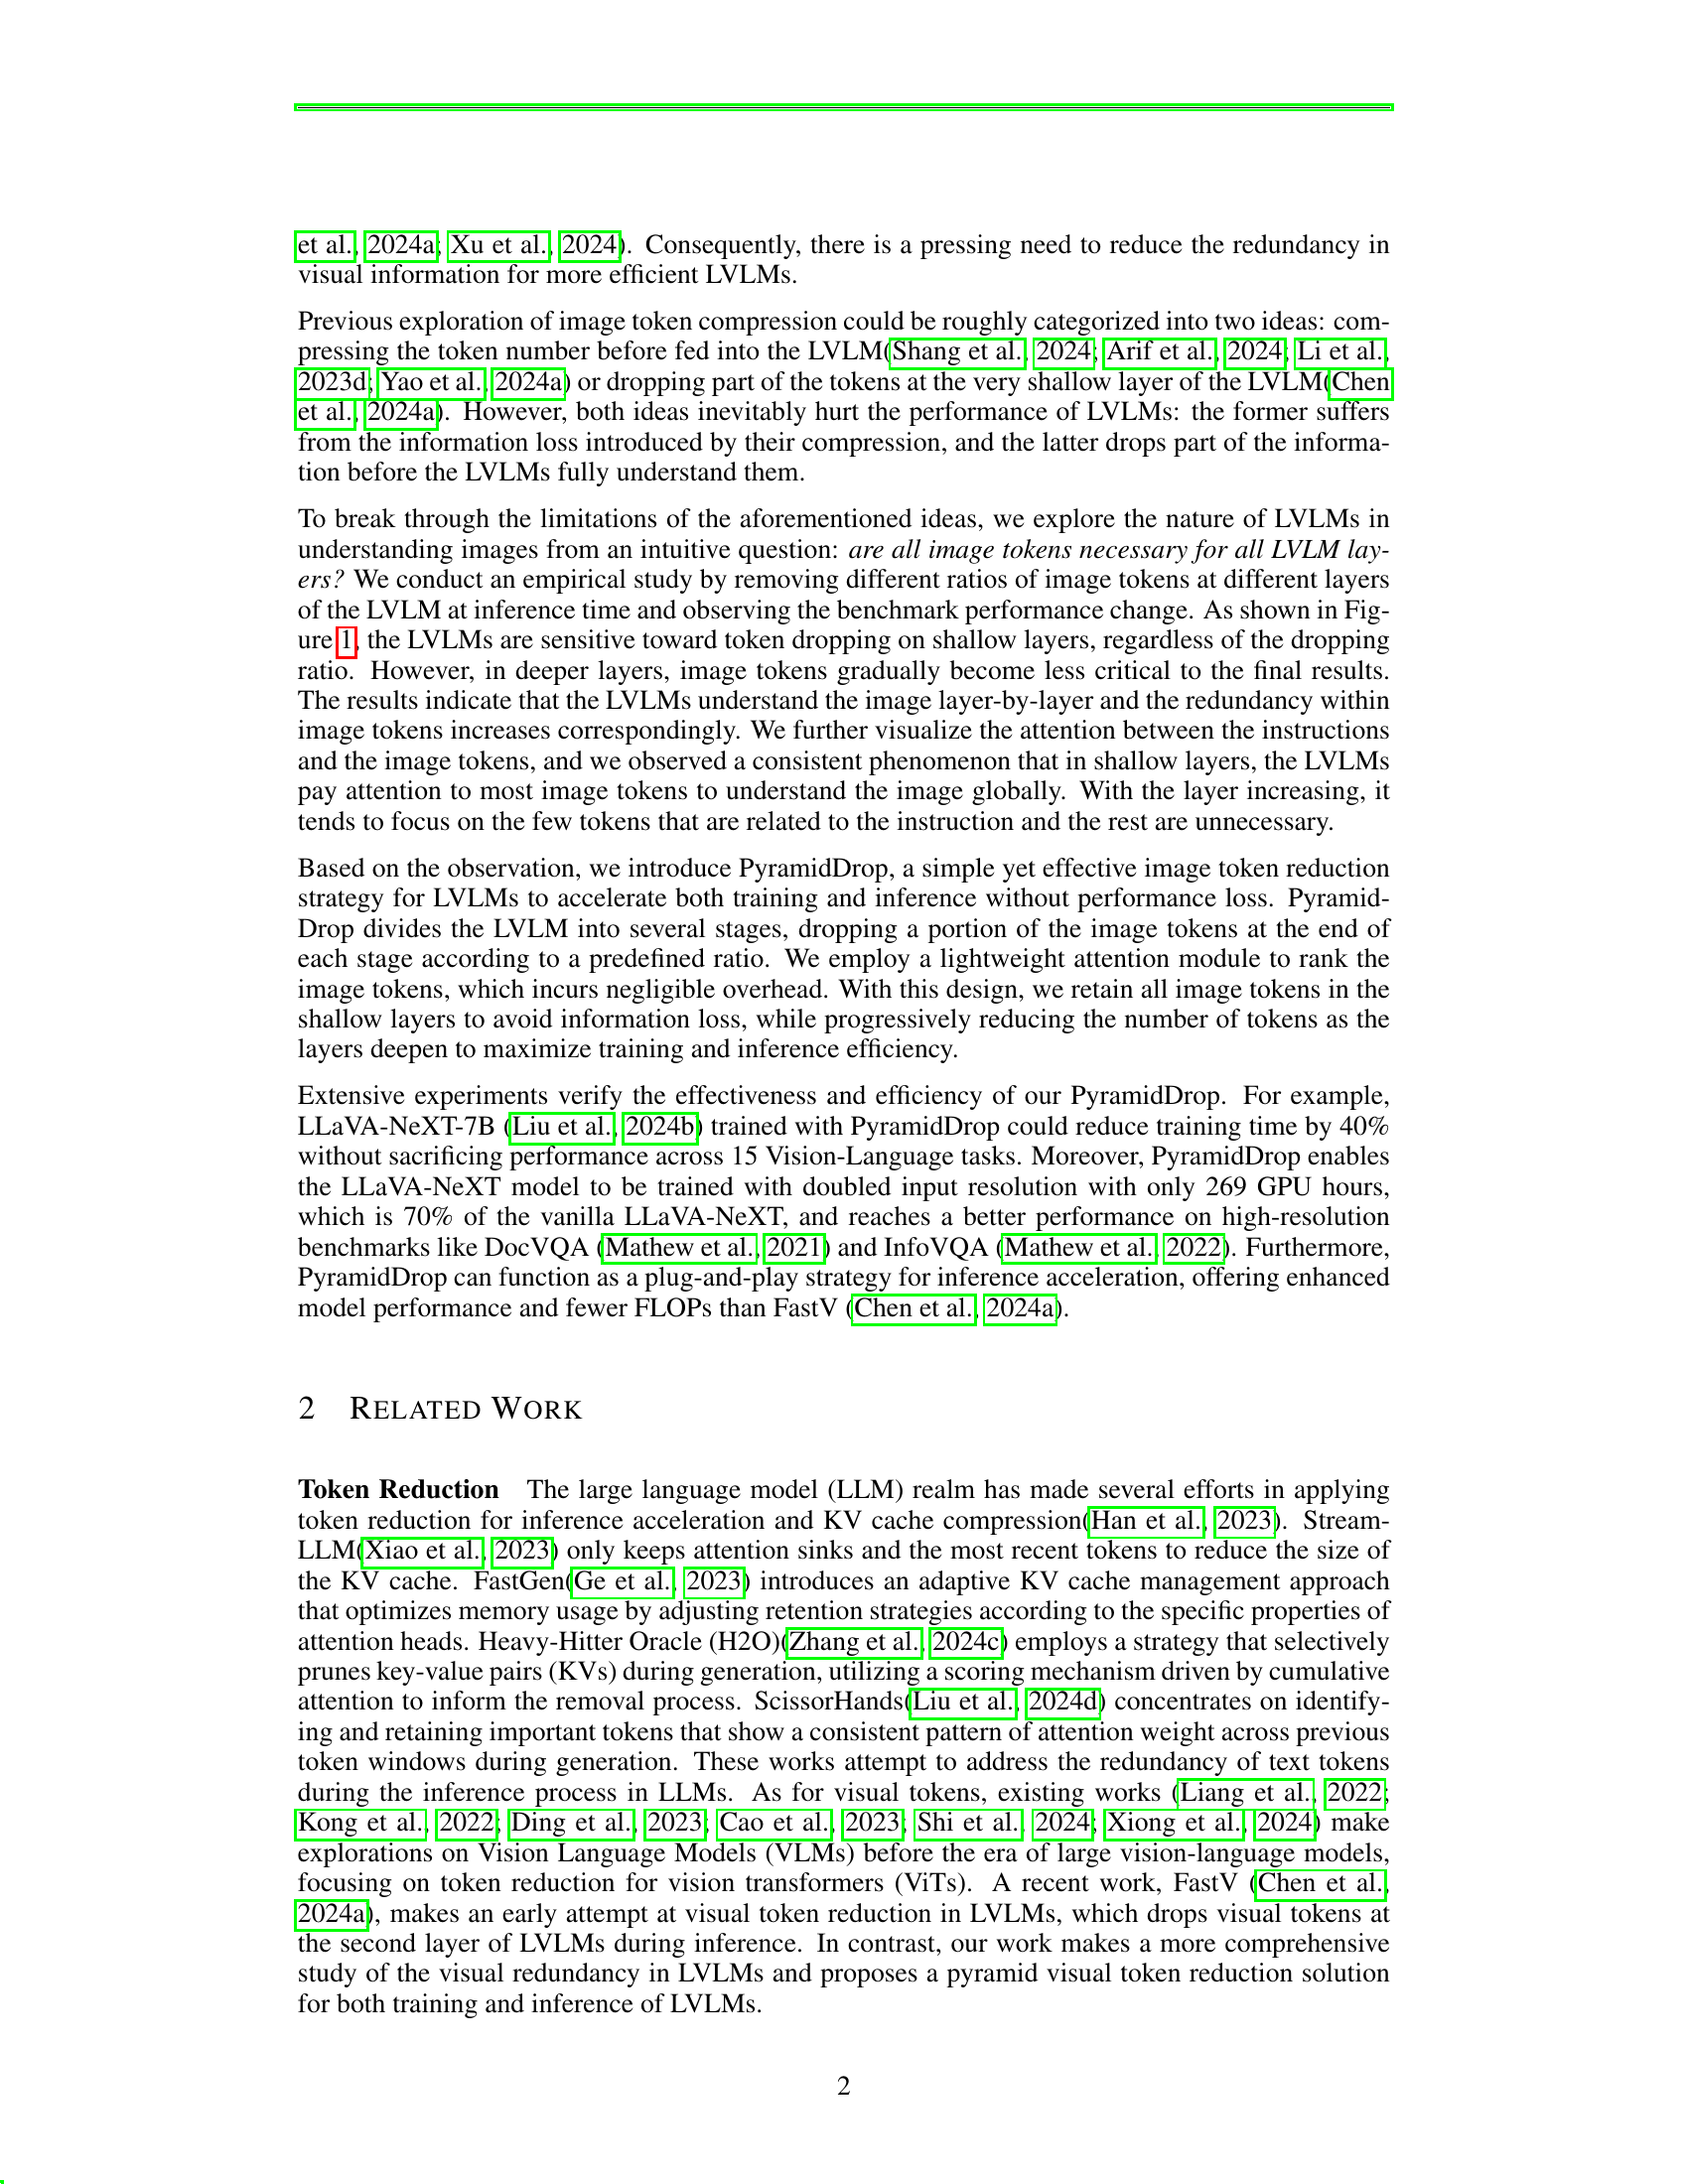 et al., 2024a; Xu et al., 2024). Consequently, there is a pressing need to reduce the redundancy in
visual information for more efficient LVLMs.
Previous exploration of image token compression could be roughly categorized into two ideas: com-
pressing the token number before fed into the LVLM(Shang et al., 2024; Arif et al., 2024; Li et al.,
2023d; Yao et al., 2024a) or dropping part of the tokens at the very shallow layer of the LVLM(Chen
et al., 2024a). However, both ideas inevitably hurt the performance of LVLMs: the former suffers
from the information loss introduced by their compression, and the latter drops part of the informa-
tion before the LVLMs fully understand them.
To break through the limitations of the aforementioned ideas, we explore the nature of LVLMs in
understanding images from an intuitive question: are all image tokens necessary for all LVLM lay-
ers? We conduct an empirical study by removing different ratios of image tokens at different layers
of the LVLM at inference time and observing the benchmark performance change. As shown in Fig-
ure 1, the LVLMs are sensitive toward token dropping on shallow layers, regardless of the dropping
ratio. However, in deeper layers, image tokens gradually become less critical to the final results.
The results indicate that the LVLMs understand the image layer-by-layer and the redundancy within
image tokens increases correspondingly. We further visualize the attention between the instructions
and the image tokens, and we observed a consistent phenomenon that in shallow layers, the LVLMs
pay attention to most image tokens to understand the image globally. With the layer increasing, it
tends to focus on the few tokens that are related to the instruction and the rest are unnecessary.
Based on the observation, we introduce PyramidDrop, a simple yet effective image token reduction
strategy for LVLMs to accelerate both training and inference without performance loss. Pyramid-
Drop divides the LVLM into several stages, dropping a portion of the image tokens at the end of
each stage according to a predefined ratio. We employ a lightweight attention module to rank the
image tokens, which incurs negligible overhead. With this design, we retain all image tokens in the
shallow layers to avoid information loss, while progressively reducing the number of tokens as the
layers deepen to maximize training and inference efficiency.
Extensive experiments verify the effectiveness and efficiency of our PyramidDrop. For example,
LLaVA-NeXT-7B (Liu et al., 2024b) trained with PyramidDrop could reduce training time by 40%
without sacrificing performance across 15 Vision-Language tasks. Moreover, PyramidDrop enables
the LLaVA-NeXT model to be trained with doubled input resolution with only 269 GPU hours,
which is 70% of the vanilla LLaVA-NeXT, and reaches a better performance on high-resolution
benchmarks like DocVQA (Mathew et al., 2021) and InfoVQA (Mathew et al., 2022). Furthermore,
PyramidDrop can function as a plug-and-play strategy for inference acceleration, offering enhanced
model performance and fewer FLOPs than FastV (Chen et al., 2024a).
2 RELATED WORK
Token Reduction The large language model (LLM) realm has made several efforts in applying
token reduction for inference acceleration and KV cache compression(Han et al., 2023). Stream-
LLM(Xiao et al., 2023) only keeps attention sinks and the most recent tokens to reduce the size of
the KV cache. FastGen(Ge et al., 2023) introduces an adaptive KV cache management approach
that optimizes memory usage by adjusting retention strategies according to the specific properties of
attention heads. Heavy-Hitter Oracle (H2O)(Zhang et al., 2024c) employs a strategy that selectively
prunes key-value pairs (KVs) during generation, utilizing a scoring mechanism driven by cumulative
attention to inform the removal process. ScissorHands(Liu et al., 2024d) concentrates on identify-
ing and retaining important tokens that show a consistent pattern of attention weight across previous
token windows during generation. These works attempt to address the redundancy of text tokens
during the inference process in LLMs. As for visual tokens, existing works (Liang et al., 2022;
Kong et al., 2022; Ding et al., 2023; Cao et al., 2023; Shi et al., 2024; Xiong et al., 2024) make
explorations on Vision Language Models (VLMs) before the era of large vision-language models,
focusing on token reduction for vision transformers (ViTs). A recent work, FastV (Chen et al.,
2024a), makes an early attempt at visual token reduction in LVLMs, which drops visual tokens at
the second layer of LVLMs during inference. In contrast, our work makes a more comprehensive
study of the visual redundancy in LVLMs and proposes a pyramid visual token reduction solution
for both training and inference of LVLMs.
2